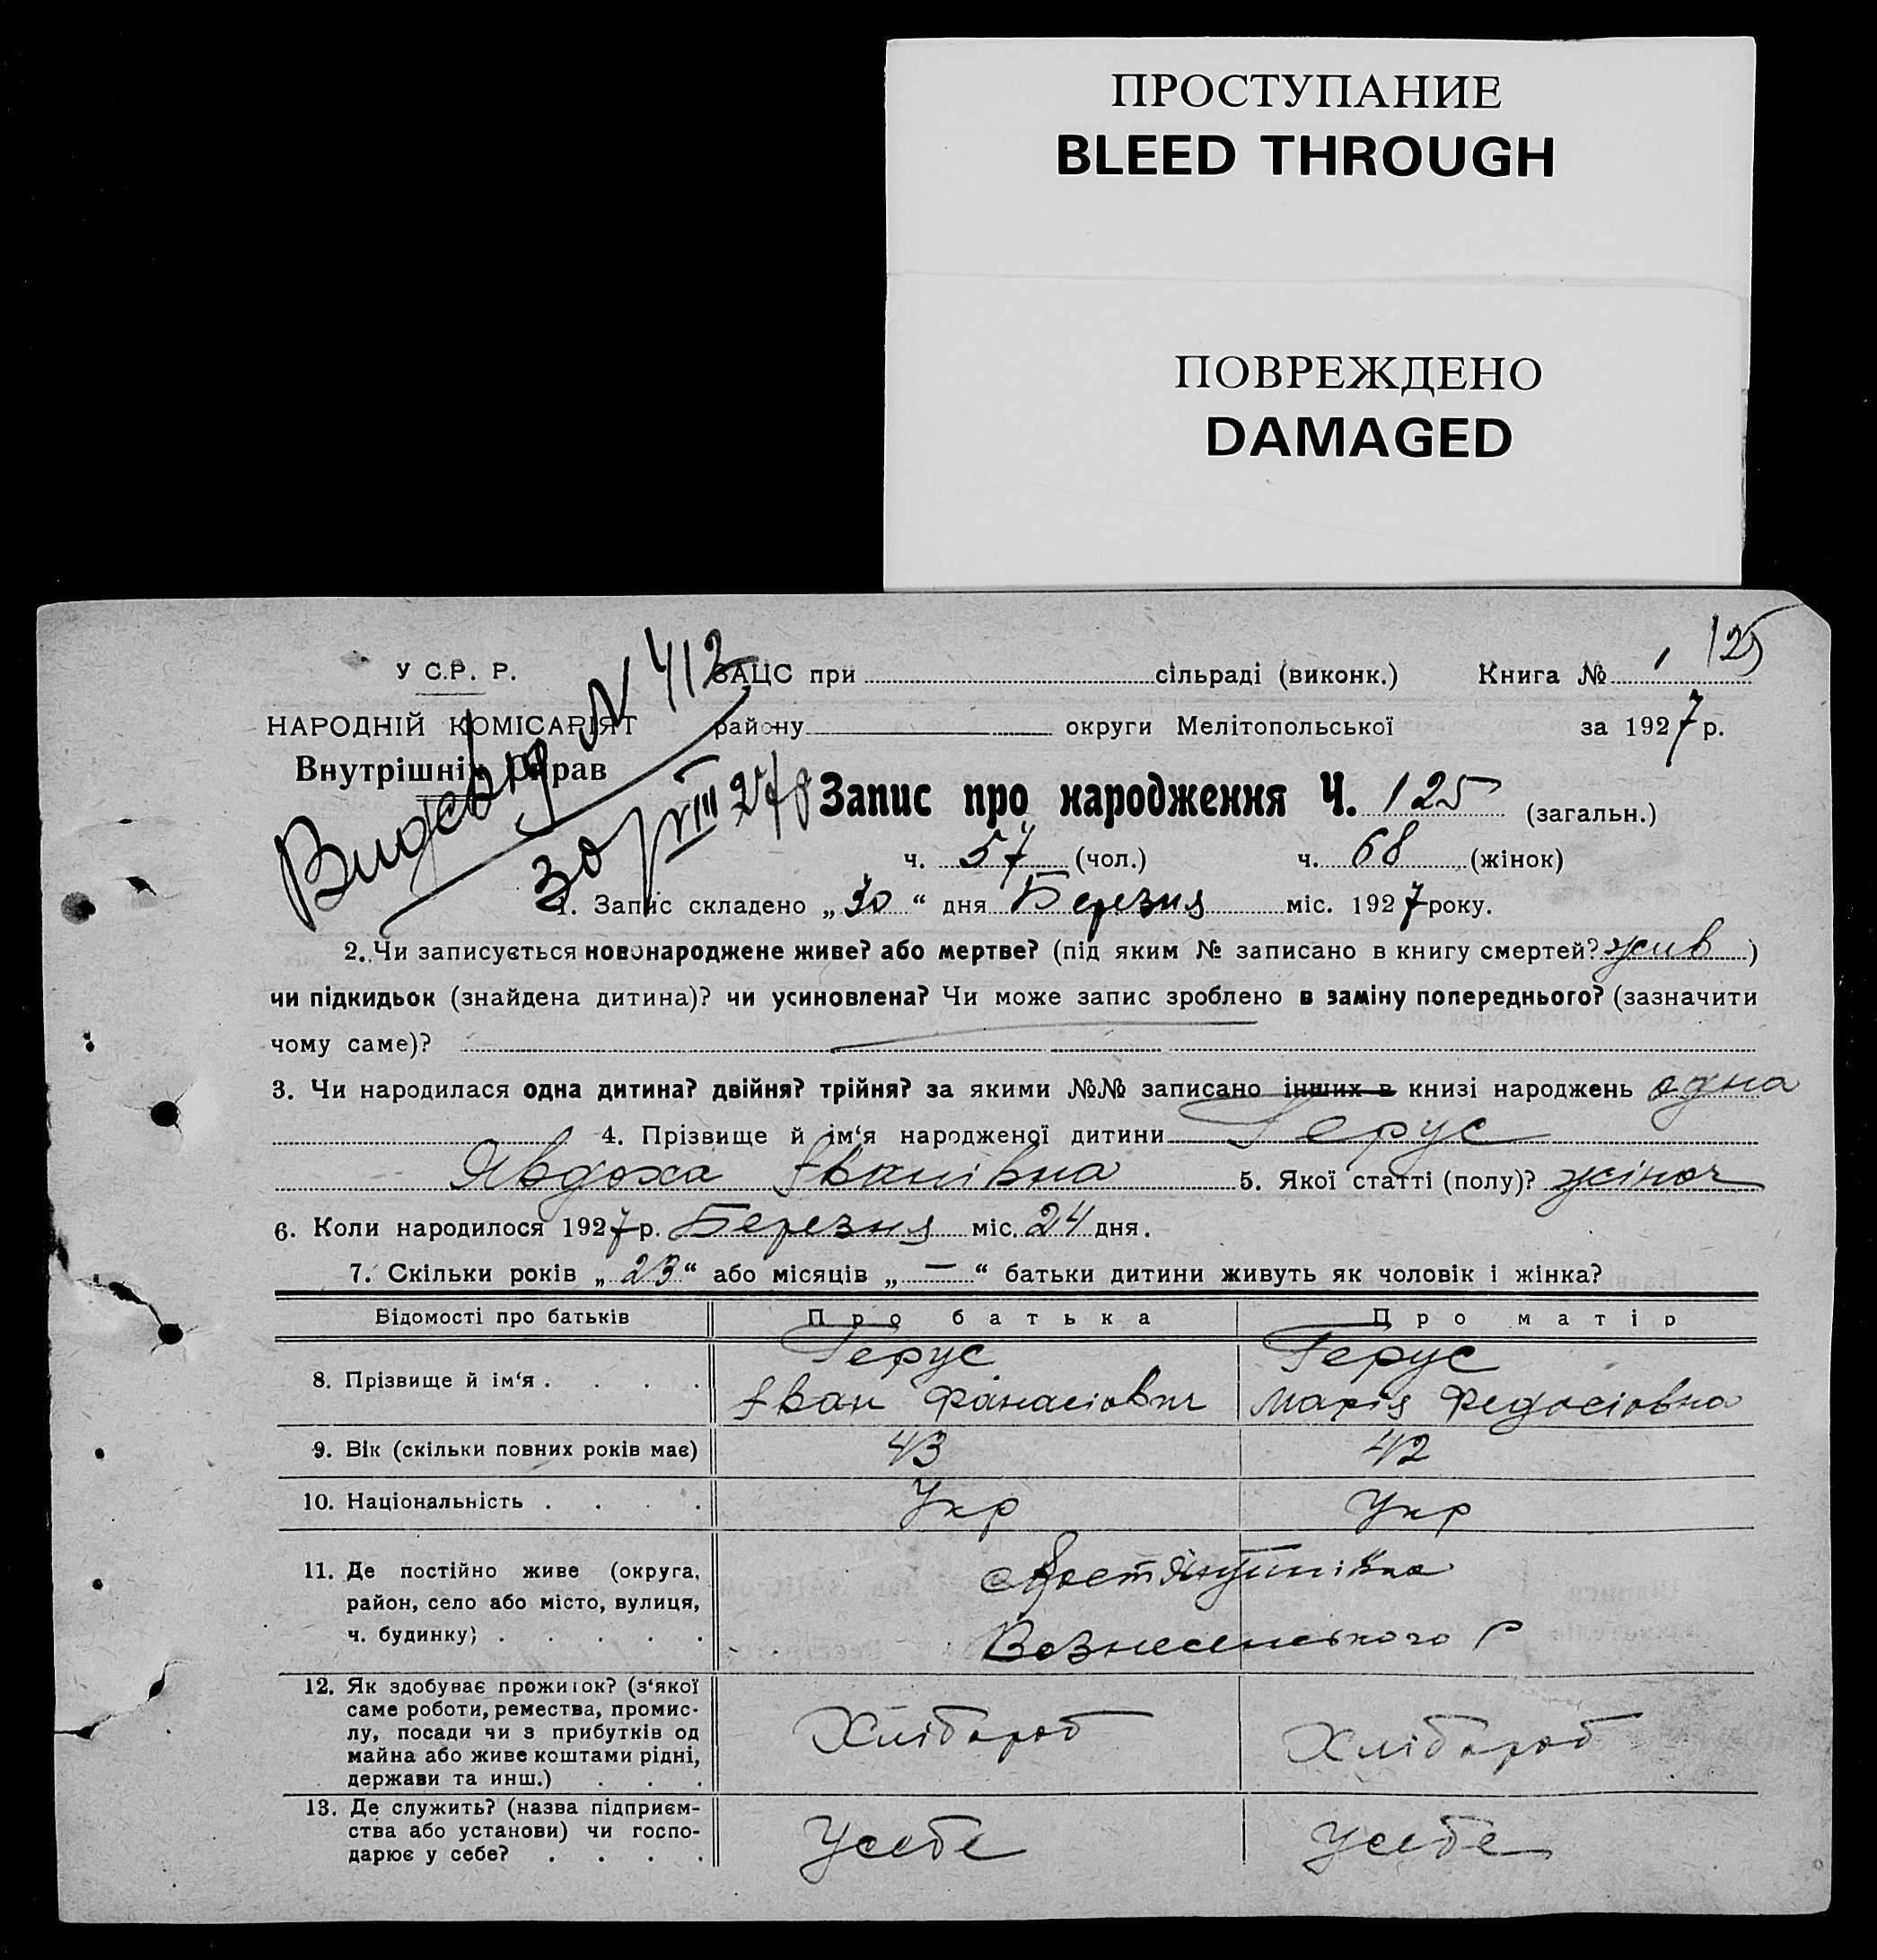 ПРОСТУПАНИЕ
BLEED THROUGH
ПОВРЕЖДЕНО
DAMAGED
125
У С.Р. Р.
ЗАЦС при сільраді (виконк.) Книга № 1
НАРОДНІЙ КОМІСАРІЯТ
району округи Мелітопольської за 1927 р.
Внутрішніх Справ
N 412
30/VIII 27 р
Запис про народження Ч. 125 (загальн.)
ч. 57 (чол.) ч. 68 (жінок)
1. Запис складено „30“ дня Березня міс. 1927 року.
2. Чи записується новонароджене живе? або мертве? (під яким № записано в книгу смертей? жив)
чи підкидьок (знайдена дитина)? чи усиновлена? Чи може запис зроблено в заміну попереднього? (зазначити
чому саме)? —
3. Чи народилася одна дитина? двійня? трійня? за якими №№ записано інших в книзі народжень одна
4. Прізвище й ім‘я народженої дитини Герус
Явдоха Іванівна 5. Якої статті (полу)? жіноч
6. Коли народилося 1927 р. Березня міс. 24 дня.
7. Скільки років „23“ або місяців „—“ батьки дитини живуть як чоловік і жінка?
Відомості про батьків Про батька Про матір
8. Прізвище й ім‘я . . . . Герус Герус
Іван Фанасіович Марія Федосіовна
9. Вік (скільки повних років має) 43 42
10. Національність . . . . Укр Укр
11. Де постійно живе (округа,
район, село або місто, вулиця,
ч. будинку) . . . . . Вознесенського Р
12. Як здобуває прожиток? (з‘якої
саме роботи, ремества, промис-
лу, посади чи з прибутків од
майна або живе коштами рідні,
держави та инш.) . . . Хлібороб Хлібороб
13. Де служить? (назва підприєм-
ства або установи) чи госпо-
дарює у себе? . . . . Усебе Усебе